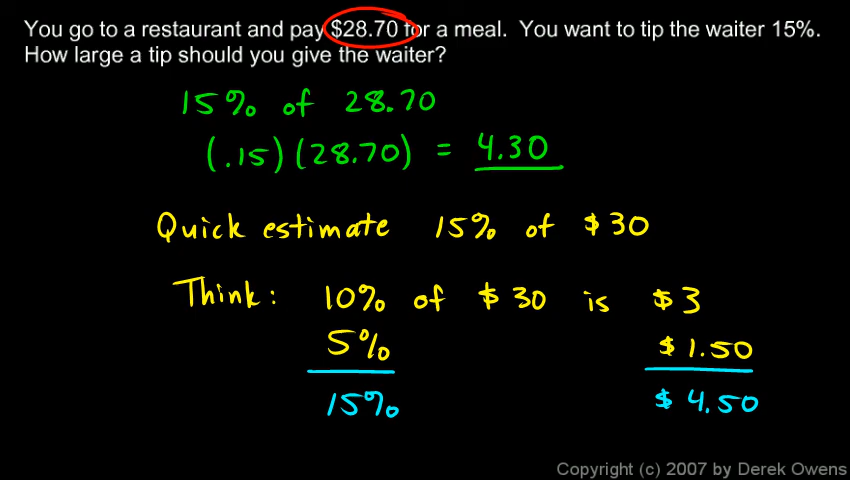 You go to a restaurant and pay $28.70 for a meal. You want to tip the waiter 15%.
How large a tip should you give the waiter?
15% of 28.70
(.15)(28.70) = 4.30
Quick estimate 15% of $30
Think: 10% of $30 is $3
5% $1.50
15% $4.50
Copyright (c) 2007 by Derek Owens